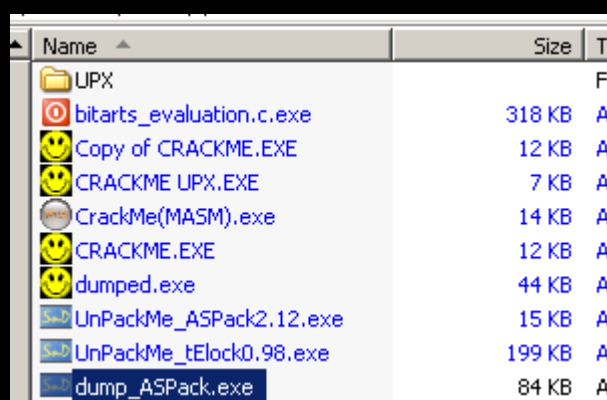 Name Size T
UPX F
bitarts_evaluation.c.exe 318 KB A
Copy of CRACKME.EXE 12 KB A
CRACKME UPX.EXE 7 KB A
CrackMe(MASM).exe 14 KB A
CRACKME.EXE 12 KB A
dumped.exe 44 KB A
UnPackMe_ASPack2.12.exe 15 KB A
UnPackMe_tElock0.98.exe 199 KB A
dump_ASPack.exe 84 KB A